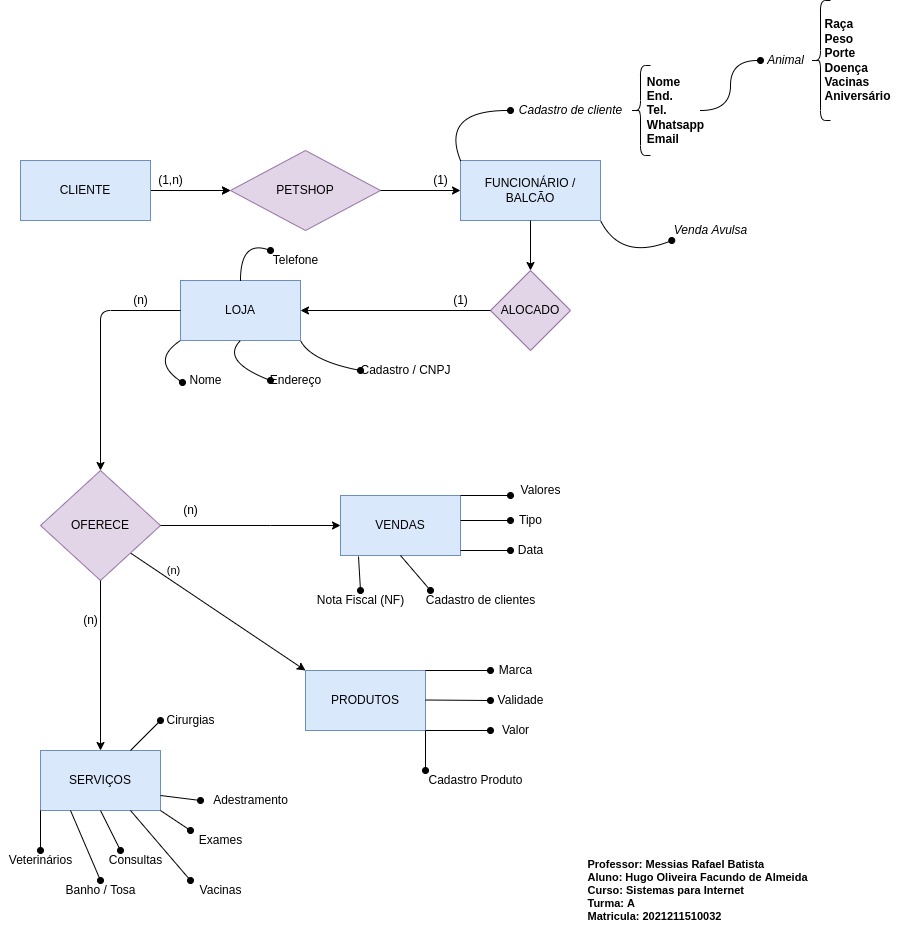 Raça
Peso
Porte
Animal
Doença
Vacinas
Aniversário
Nome
End.
Cadastro de cliente
Tel.
Whatsapp
Email
CLIENTE
(1,n)
PETSHOP
(1)
FUNCIONÁRIO /
BALCÃO
Venda Avulsa
Telefone
(n)
LOJA
(1)
ALOCADO
Nome
Endereço
Cadastro / CNPJ
OFERECE
(n)
VENDAS
Valores
Tipo
Data
(n)
Nota Fiscal (NF)
Cadastro de clientes
(n)
PRODUTOS
Marca
Validade
Valor
Cadastro Produto
Cirurgias
SERVIÇOS
Adestramento
Exames
Veterinários
Consultas
Banho / Tosa
Vacinas
Professor: Messias Rafael Batista
Aluno: Hugo Oliveira Facundo de Almeida
Curso: Sistemas para Internet
Turma: A
Matricula: 2021211510032